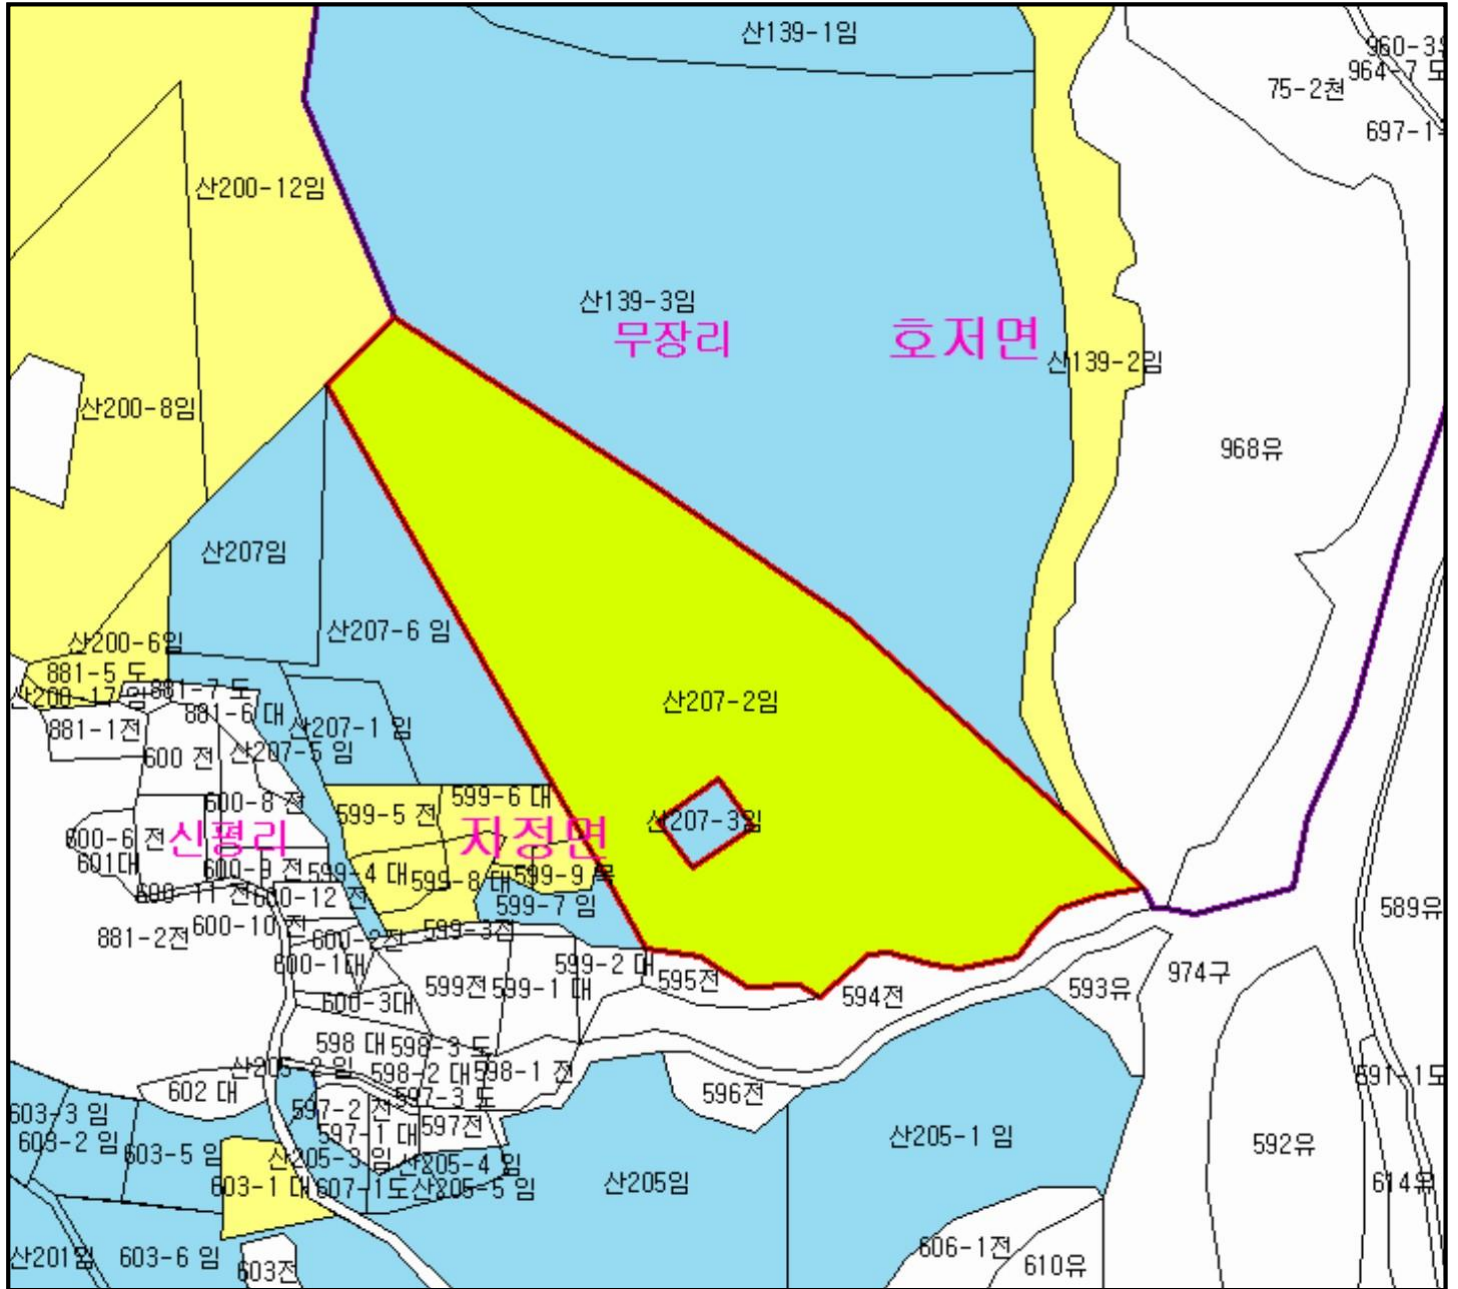 산139-1임
75-2천
964-7 도
산200-12임
산139-3임
무장리
호저면
산139-2임
산200-8임
968유
산207임
산207-6 임
산200-6임
881-5 도
881-7 도
881-6 대
881-1전
산207-1 임
산207-5 임
600 전
산207-2임
600-8 전
599-5 전
599-6 대
지정면
산207-3임
신평리
600-6 전
601대
600-9 전
599-4 대
599-8 대
599-9 목
600-11 전
600-12 전
599-7 임
589유
600-10 전
881-2전
600-2전
599-3전
600-1대
599-2 대
595전
974구
599전
599-1 대
593유
600-3대
594전
598 대
598-3 도
산205-2 임
598-2 대
598-1 전
591-1도
602 대
597-3 도
596전
603-3 임
597-2 전
597-1 대
597전
603-2 임
603-5 임
산205-1 임
592유
산205-3 임
산205-4 임
603-1 대
607-1도
산205-5 임
산205임
614유
산201임
603-6 임
603전
606-1전
610유